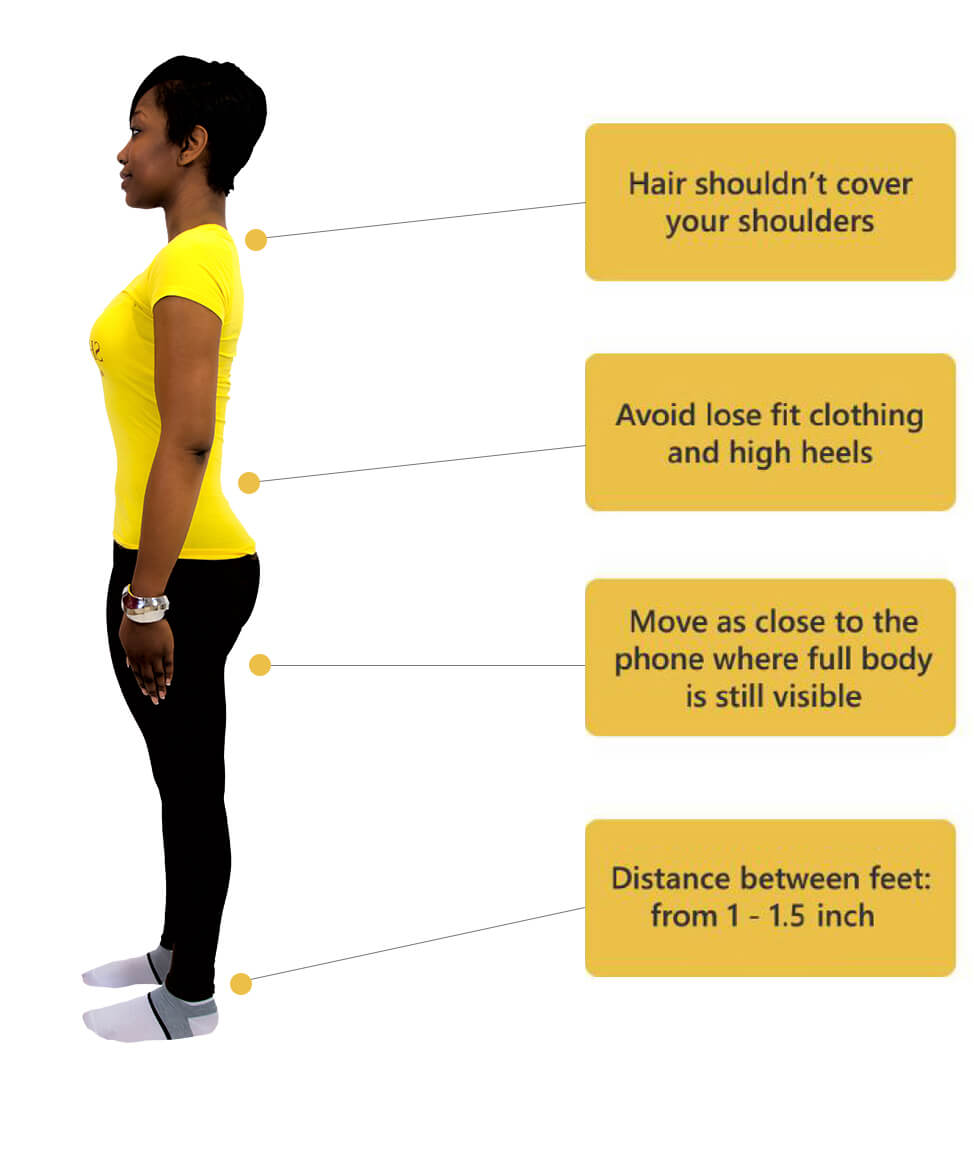 Hair shouldn't cover
your shoulders
Avoid lose fit clothing
and high heels
Move as close to the
phone where full body
is still visible
Distance between feet:
from 1 - 1.5 inch